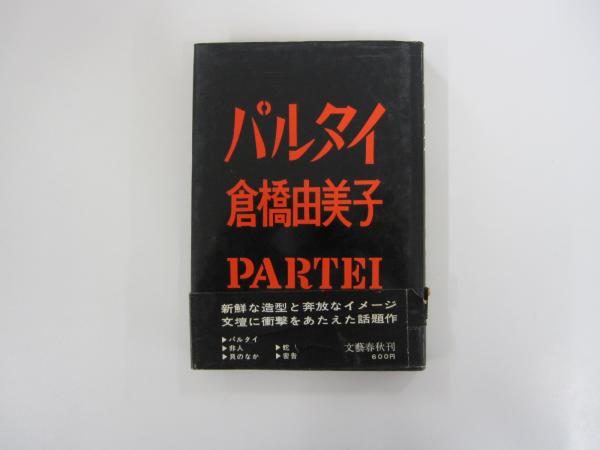 パルタイ
倉橋由美子
PARTEI
新鮮な造型と奔放なイメージ
文壇に衝撃をあたえた話題作
▶パルタイ
▶非人 ▶蛇
▶貝のなか ▶密告
文藝春秋刊
600円